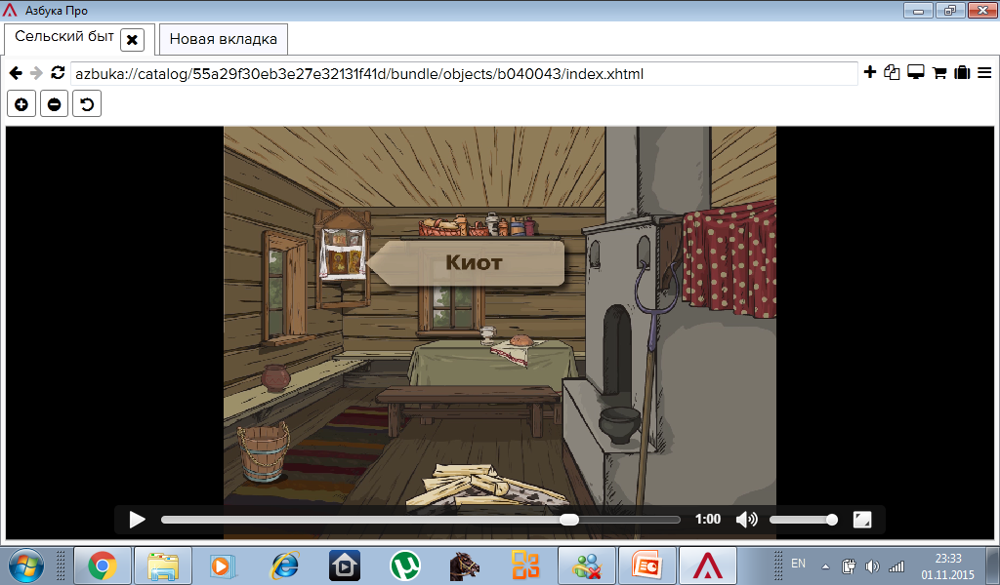 Азбука Про
Сельский быт
Новая вкладка
azbuka://catalog/55a29f30eb3e27e32131f41d/bundle/objects/b040043/index.xhtml
Киот
1:00
EN
23:33
01.11.2015